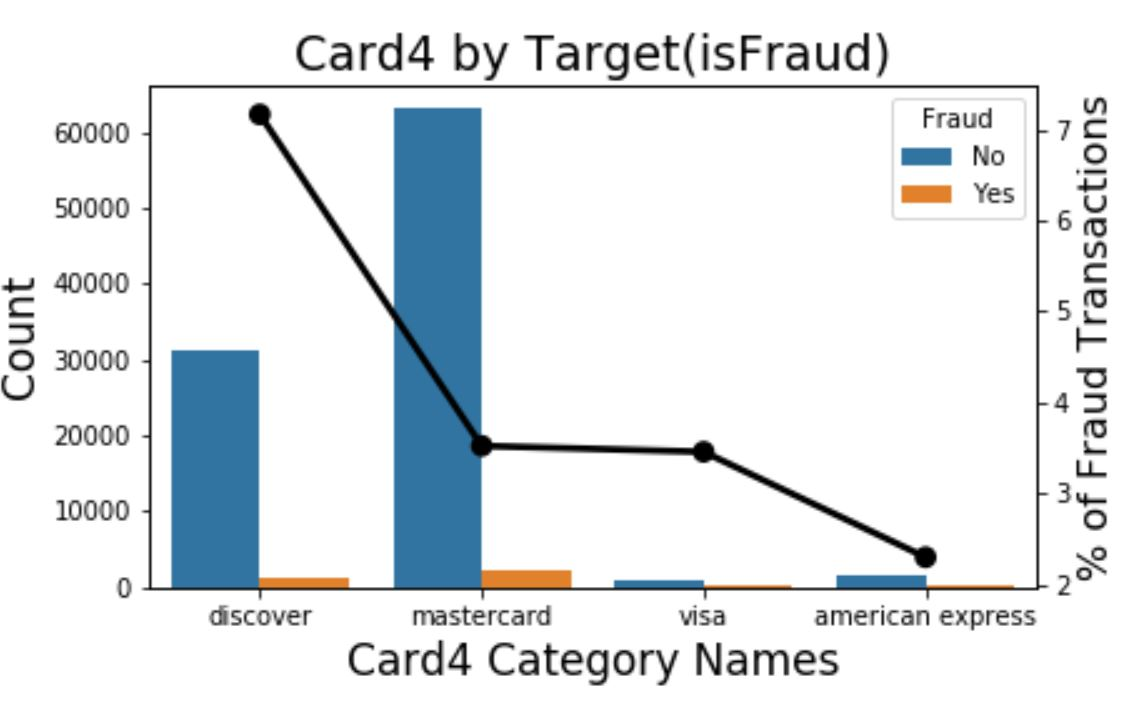 Card4 by Target(isFraud)
Count
60000
50000
40000
30000
20000
10000
0
Fraud
No
Yes
7
6
5
4
3
2
% of Fraud Transactions
discover mastercard visa american express
Card4 Category Names